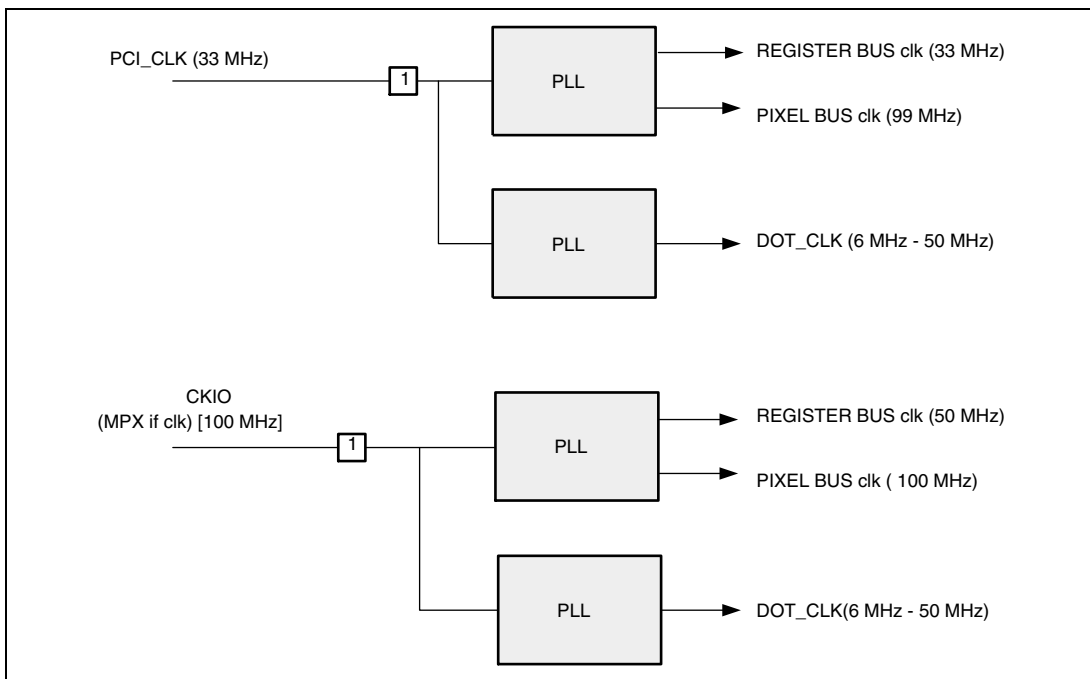 PCI_CLK (33 MHz)
1
PLL
REGISTER BUS clk (33 MHz)
PIXEL BUS clk (99 MHz)
PLL
DOT_CLK (6 MHz - 50 MHz)
CKIO
(MPX if clk) [100 MHz]
1
PLL
REGISTER BUS clk (50 MHz)
PIXEL BUS clk ( 100 MHz)
PLL
DOT_CLK(6 MHz - 50 MHz)